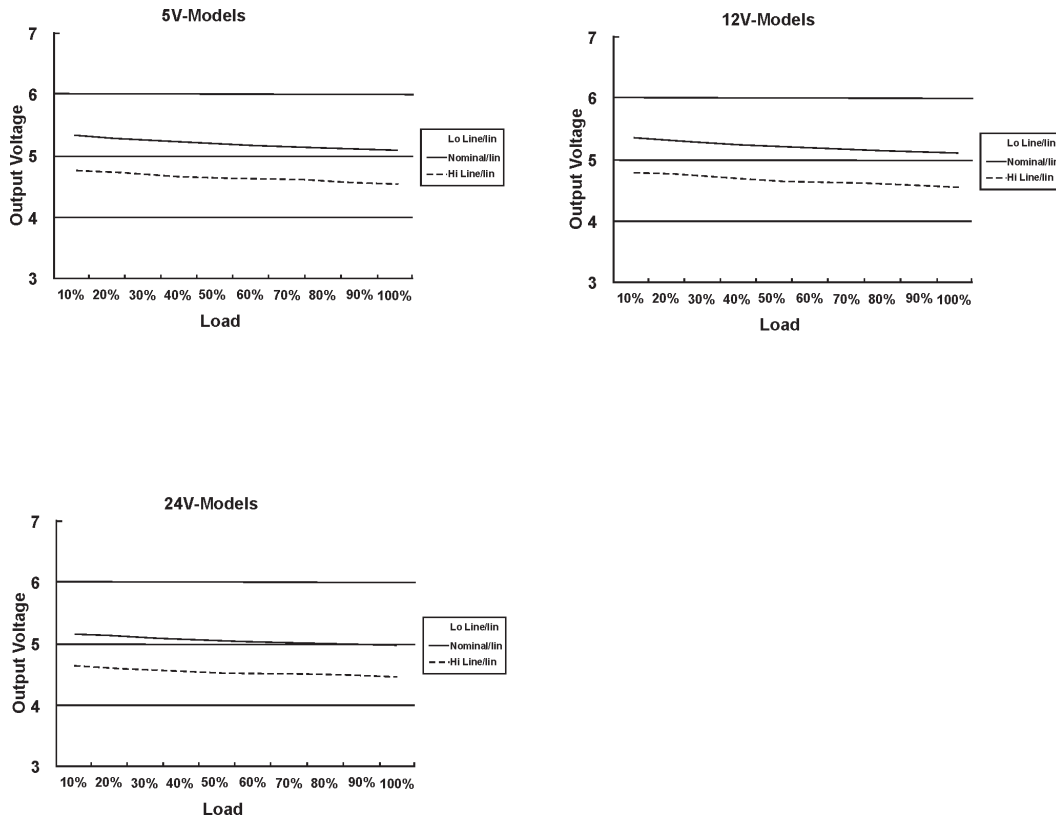 5V-Models
7
6
5
4
3
Output Voltage
10% 20% 30% 40% 50% 60% 70% 80% 90% 100%
Load
Lo Line/lin
Nominal/lin
Hi Line/lin
12V-Models
7
6
5
4
3
Output Voltage
10% 20% 30% 40% 50% 60% 70% 80% 90% 100%
Load
Lo Line/lin
Nominal/lin
Hi Line/lin
24V-Models
7
6
5
4
3
Output Voltage
10% 20% 30% 40% 50% 60% 70% 80% 90% 100%
Load
Lo Line/lin
Nominal/lin
Hi Line/lin